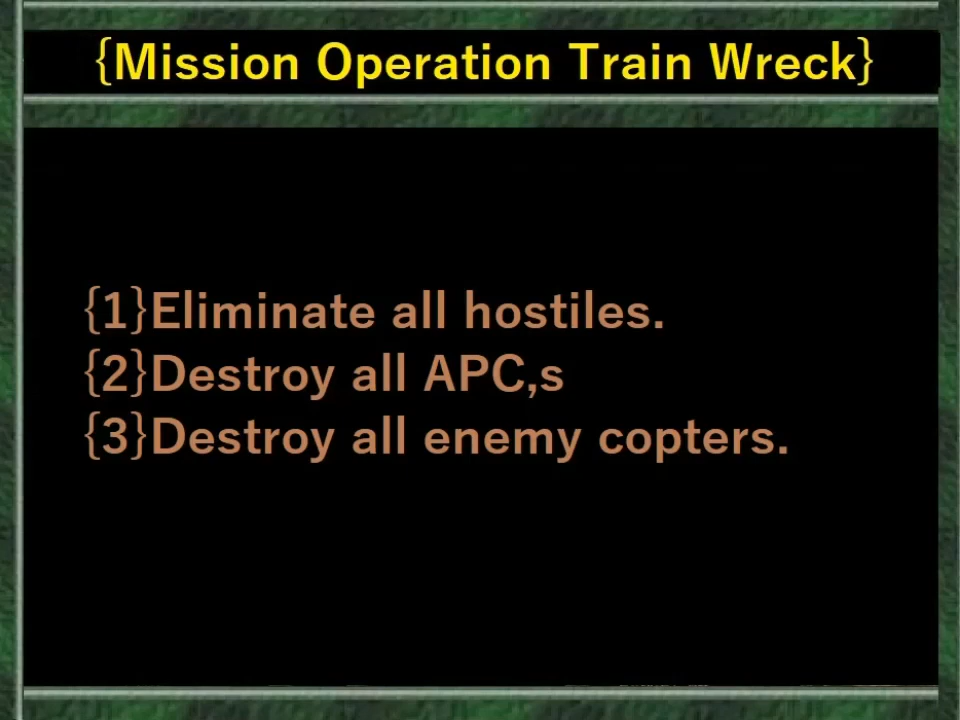 {Mission Operation Train Wreck}
{1}Eliminate all hostiles.
{2}Destroy all APC,s
{3}Destroy all enemy copters.